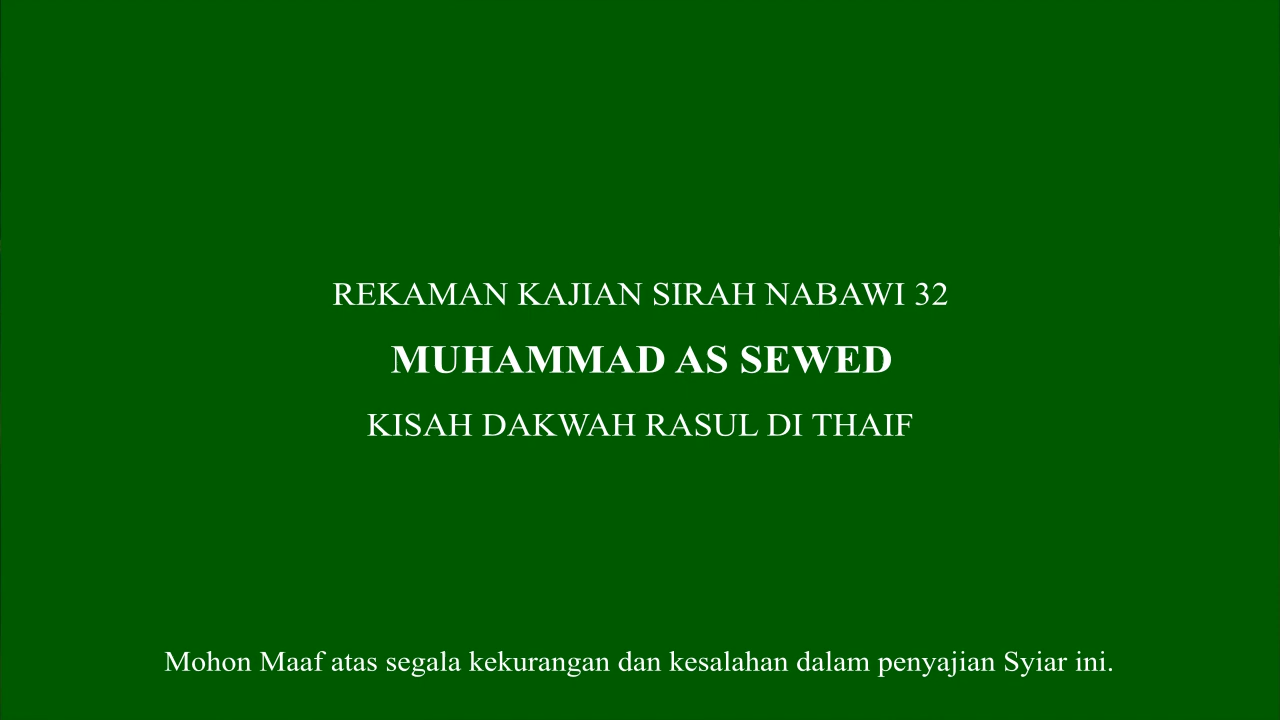 REKAMAN KAJIAN SIRAH NABAWI 32
MUHAMMAD AS SEWED
KISAH DAKWAH RASUL DI THAIF
Mohon Maaf atas segala kekurangan dan kesalahan dalam penyajian Syiar ini.